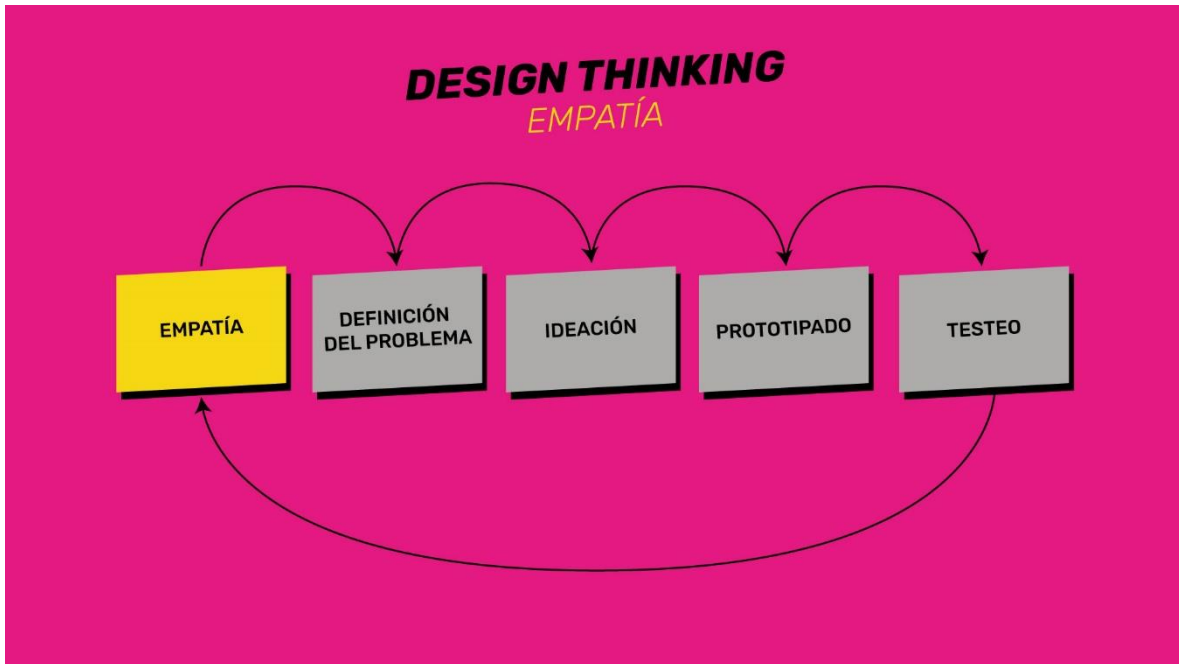 DESIGN THINKING
EMPATÍA
EMPATÍA
DEFINICIÓN
DEL PROBLEMA
IDEACIÓN
PROTOTIPADO
TESTEO